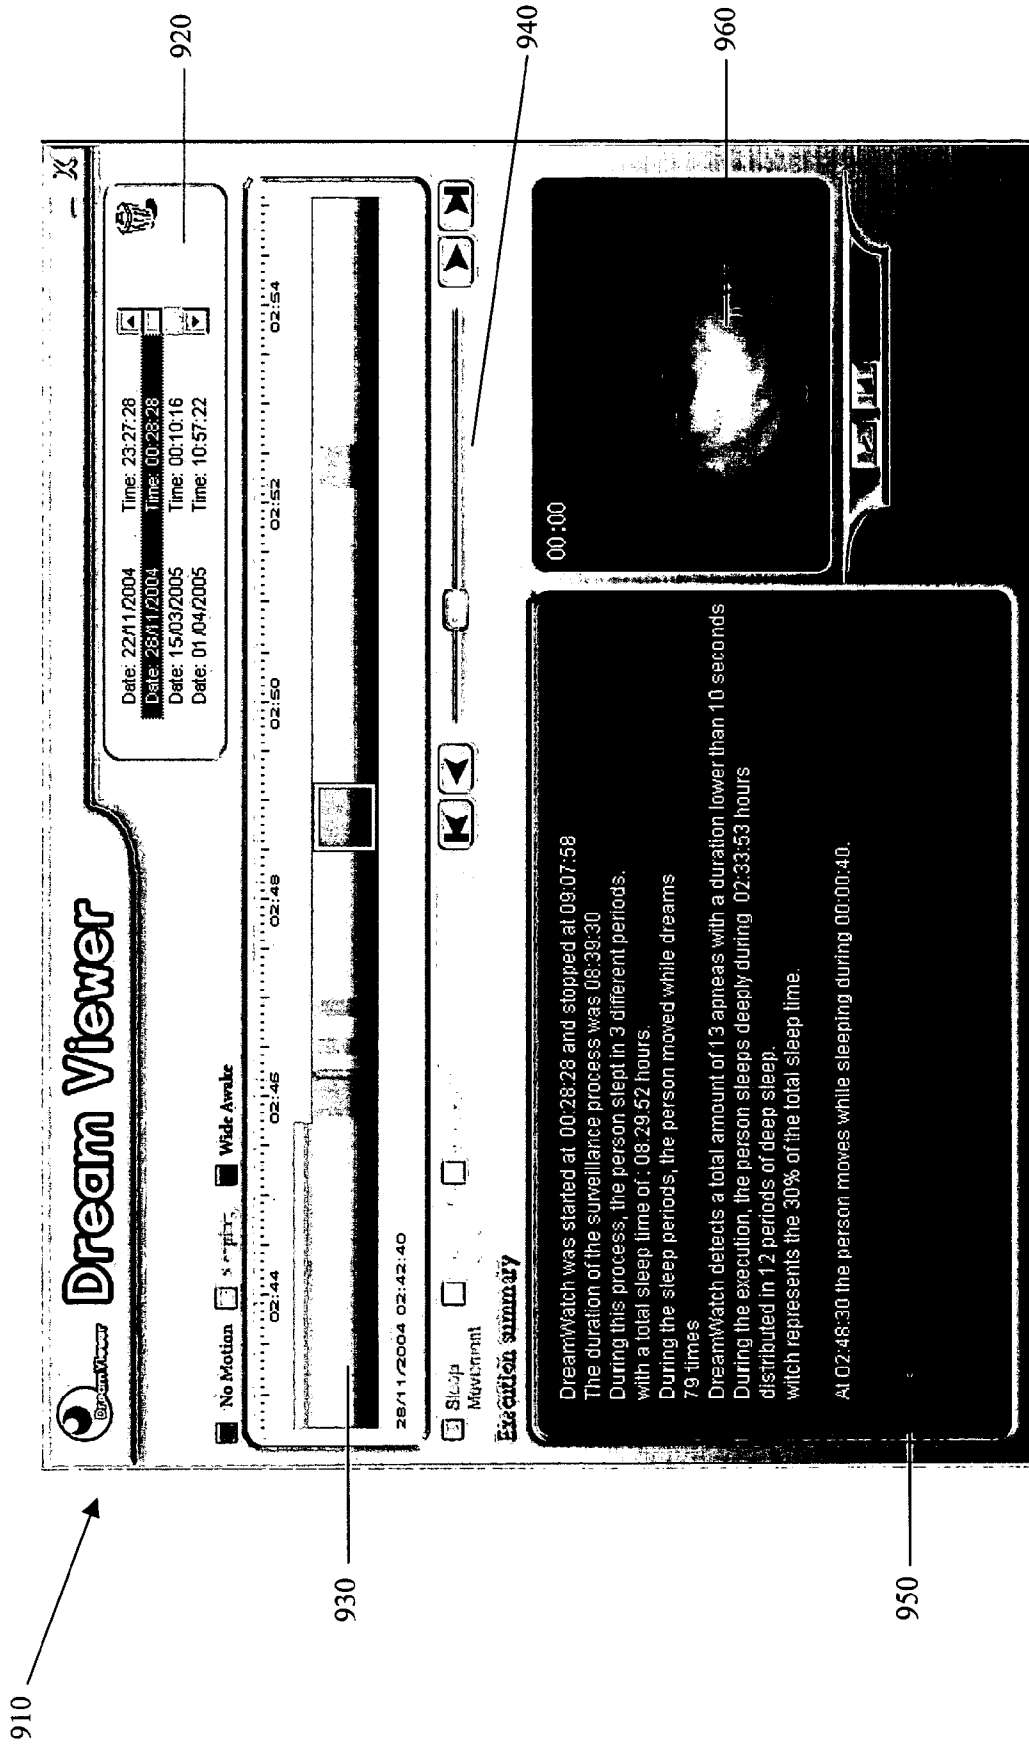 910
920
940
960
930
950
DreamViewer
Dream Viewer
Date: 22/11/2004 Time: 23:27:28
Date: 28/11/2004 Time: 00:28:28
Date: 15/03/2005 Time: 00:10:16
Date: 01/04/2005 Time: 10:57:22
No Motion
Wide Awake
02:44 02:46 02:48 02:50 02:52 02:54
28/11/2004 02:42:40
Sleep
Movement
Execution summary
DreamWatch was started at 00:28:28 and stopped at 09:07:58
The duration of the surveillance process was 08:39:30
During this process, the person slept in 3 different periods.
with a total sleep time of : 08:29:52 hours.
During the sleep periods, the person moved while dreams
79 times
DreamWatch detects a total amount of 13 apneas with a duration lower than 10 seconds
During the execution, the person sleeps deeply during 02:33:53 hours
distributed in 12 periods of deep sleep.
witch represents the 30% of the total sleep time.
At 02:48:30 the person moves while sleeping during 00:00:40.
00:00